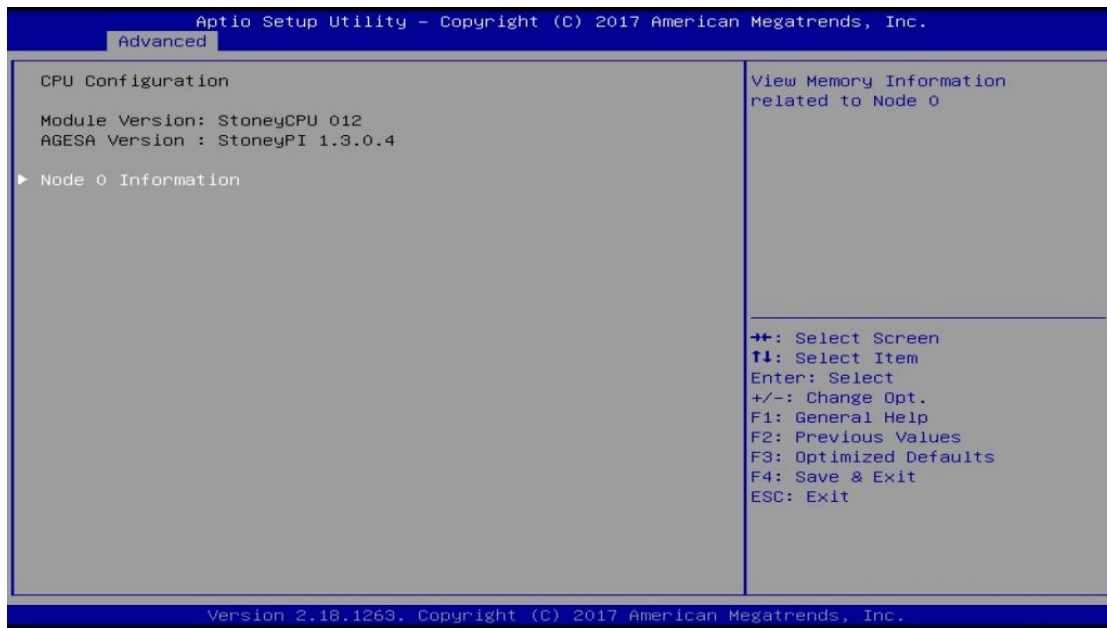 Aptio Setup Utility – Copyright (C) 2017 American Megatrends, Inc.
Advanced
CPU Configuration
Module Version: StoneyCPU 012
AGESA Version : StoneyPI 1.3.0.4
► Node 0 Information
View Memory Information
related to Node 0
→←: Select Screen
↑↓: Select Item
Enter: Select
+/-: Change Opt.
F1: General Help
F2: Previous Values
F3: Optimized Defaults
F4: Save & Exit
ESC: Exit
Version 2.18.1263. Copyright (C) 2017 American Megatrends, Inc.